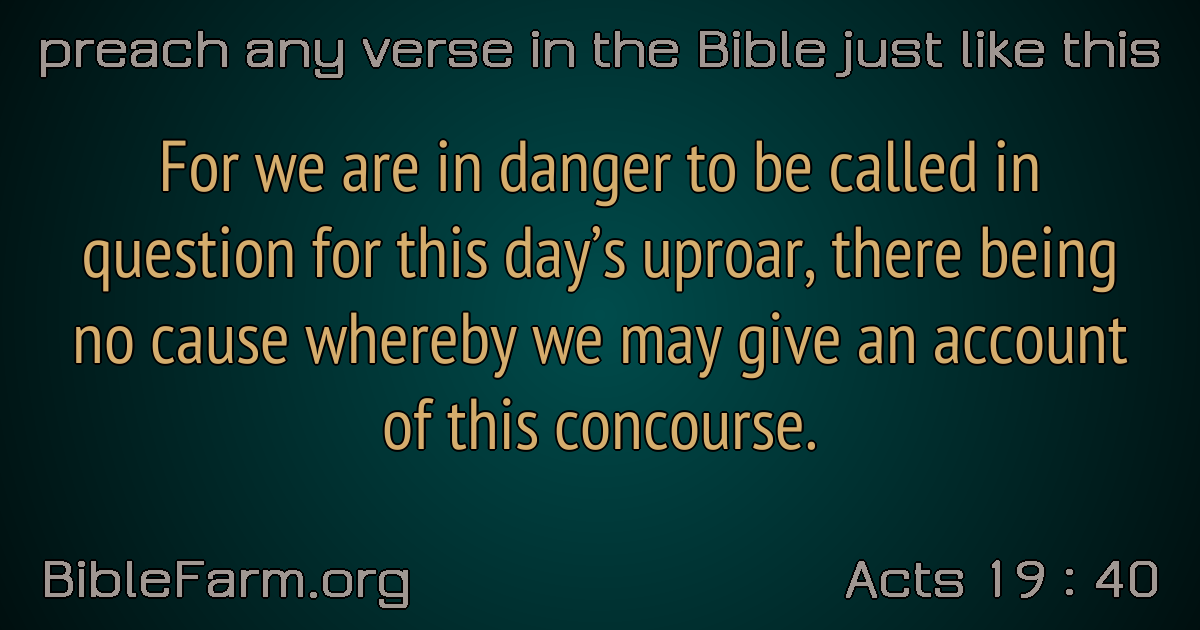 preach any verse in the Bible just like this
For we are in danger to be called in
question for this day’s uproar, there being
no cause whereby we may give an account
of this concourse.
BibleFarm.org
Acts 19 : 40